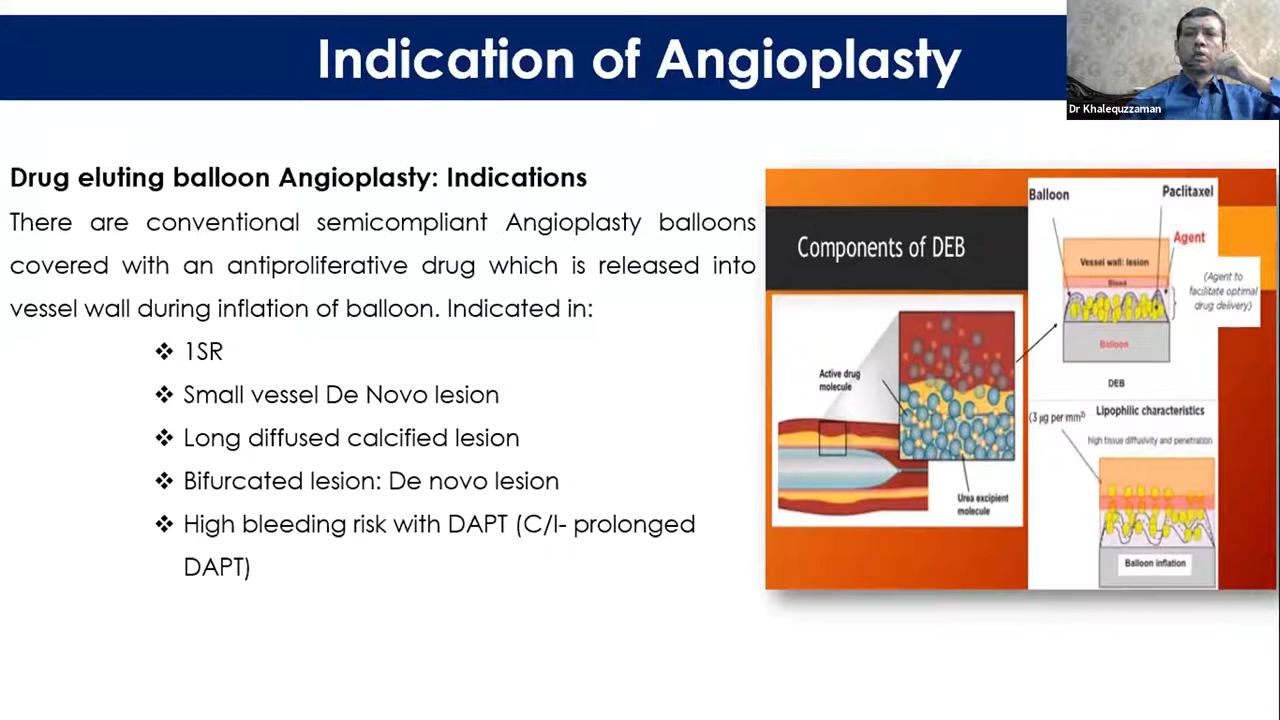 Indication of Angioplasty
Dr Khalequzzaman
Drug eluting balloon Angioplasty: Indications
There are conventional semicompliant Angioplasty balloons
covered with an antiproliferative drug which is released into
vessel wall during inflation of balloon. Indicated in:
❖ 1SR
❖ Small vessel De Novo lesion
❖ Long diffused calcified lesion
❖ Bifurcated lesion: De novo lesion
❖ High bleeding risk with DAPT (C/I- prolonged
DAPT)
Components of DEB
Active drug
molecule
Urea excipient
molecule
Balloon
Paclitaxel
Agent
Vessel wall: lesion
Blood
(Agent to
facilitate optimal
drug delivery)
Balloon
DEB
(3 µg per mm²)
Lipophilic characteristics
high tissue diffusivity and penetration
Balloon inflation